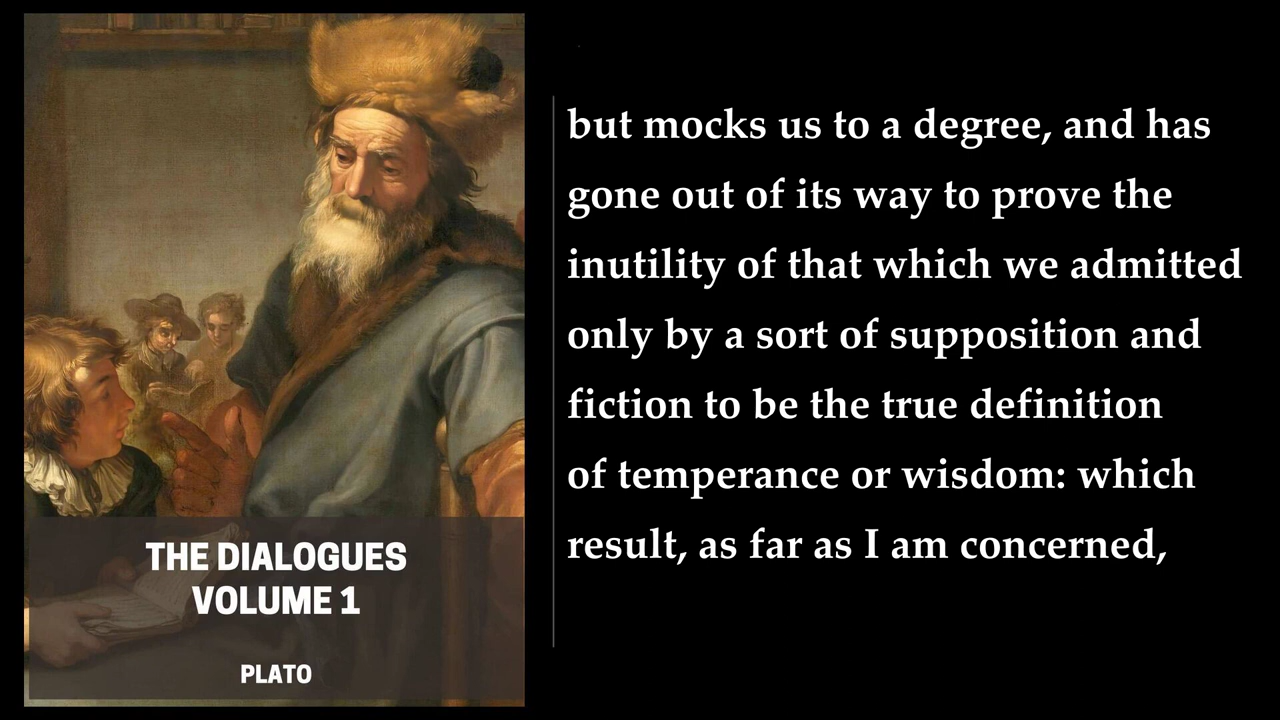 THE DIALOGUES
VOLUME 1
PLATO
but mocks us to a degree, and has
gone out of its way to prove the
inutility of that which we admitted
only by a sort of supposition and
fiction to be the true definition
of temperance or wisdom: which
result, as far as I am concerned,